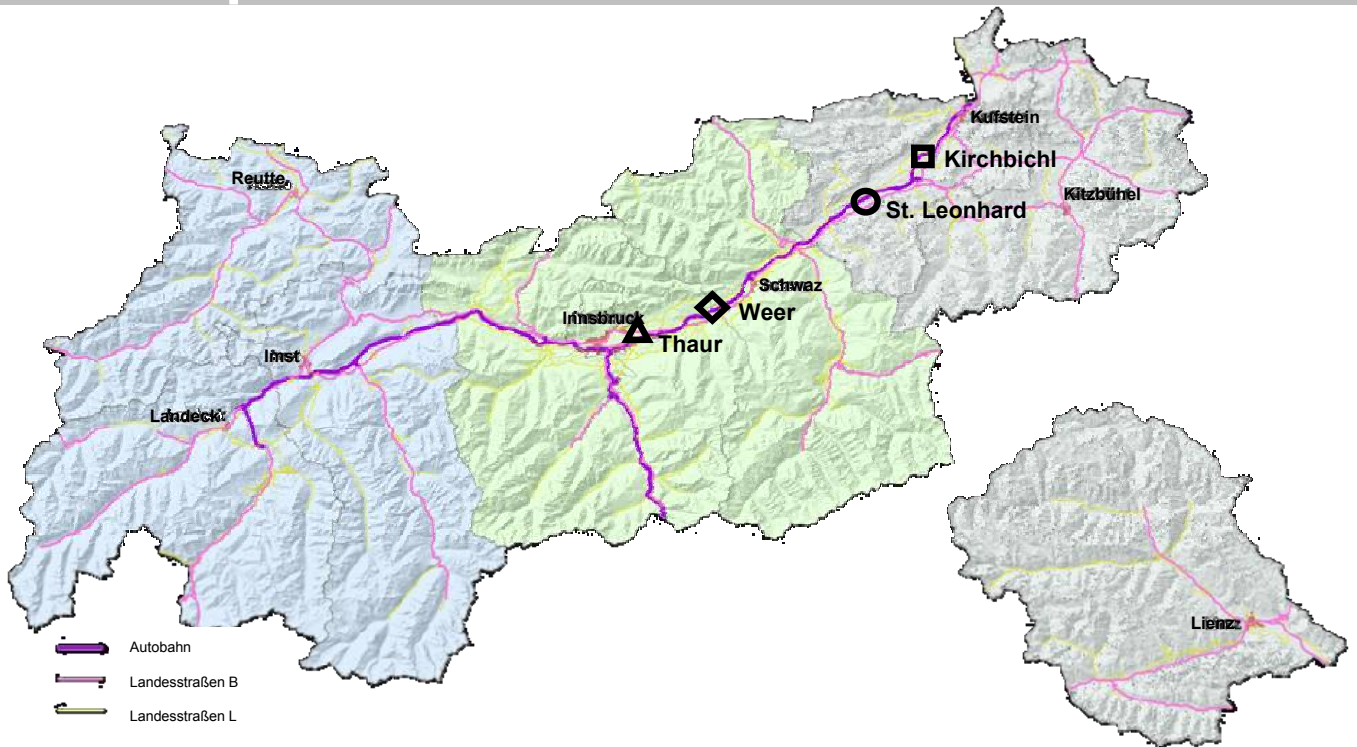 Kufstein
Kirchbichl
Reutte
Kitzbühel
St. Leonhard
Schwaz
Weer
Innsbruck
Thaur
Imst
Landeck
Lienz
Autobahn
Landesstraßen B
Landesstraßen L